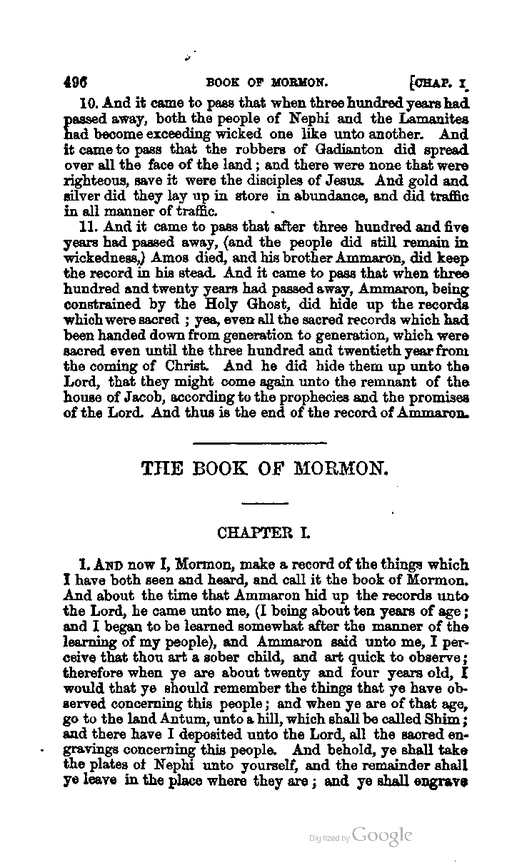 496 BOOK OF MORMON. [CHAP. I.
10. And it came to pass that when three hundred years had
passed away, both the people of Nephi and the Lamanites
had become exceeding wicked one like unto another. And
it came to pass that the robbers of Gadianton did spread
over all the face of the land; and there were none that were
righteous, save it were the disciples of Jesus. And gold and
silver did they lay up in store in abundance, and did traffic
in all manner of traffic.
11. And it came to pass that after three hundred and five
years had passed away, (and the people did still remain in
wickedness,) Amos died, and his brother Ammaron, did keep
the record in his stead. And it came to pass that when three
hundred and twenty years had passed away, Ammaron, being
constrained by the Holy Ghost, did hide up the records
which were sacred; yea, even all the sacred records which had
been handed down from generation to generation, which were
sacred even until the three hundred and twentieth year from
the coming of Christ. And he did hide them up unto the
Lord, that they might come again unto the remnant of the
house of Jacob, according to the prophecies and the promises
of the Lord. And thus is the end of the record of Ammaron.
THE BOOK OF MORMON.
CHAPTER I.
1. AND now I, Mormon, make a record of the things which
I have both seen and heard, and call it the book of Mormon.
And about the time that Ammaron hid up the records unto
the Lord, he came unto me, (I being about ten years of age;
and I began to be learned somewhat after the manner of the
learning of my people), and Ammaron said unto me, I per-
ceive that thou art a sober child, and art quick to observe;
therefore when ye are about twenty and four years old, I
would that ye should remember the things that ye have ob-
served concerning this people; and when ye are of that age,
go to the land Antum, unto a hill, which shall be called Shim;
and there have I deposited unto the Lord, all the sacred en-
gravings concerning this people. And behold, ye shall take
the plates of Nephi unto yourself, and the remainder shall
ye leave in the place where they are; and ye shall engrave
Digitized by Google